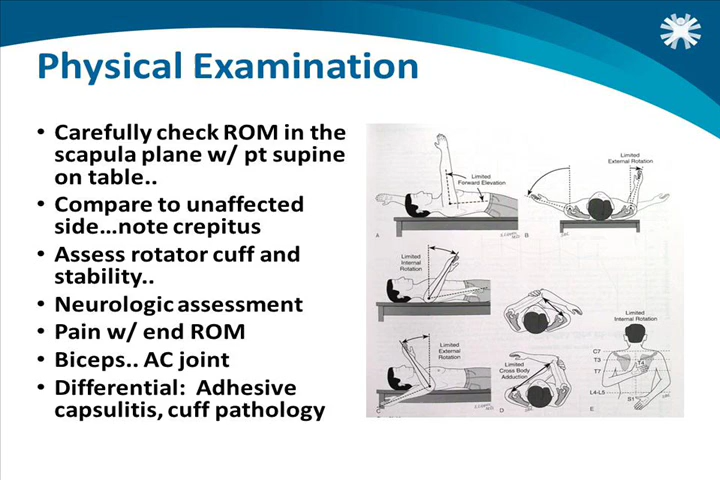 Physical Examination
• Carefully check ROM in the
scapula plane w/ pt supine
on table..
• Compare to unaffected
side...note crepitus
• Assess rotator cuff and
stability..
• Neurologic assessment
• Pain w/ end ROM
• Biceps.. AC joint
• Differential:  Adhesive
capsulitis, cuff pathology
Limited
Forward Elevation
A
Limited
External Rotation
B
Limited
Internal
Rotation
Limited
External
Rotation
C
Limited
Cross Body
Adduction
D
Limited
Internal Rotation
C7
T3
T4
T7
L4-L5
S1
E